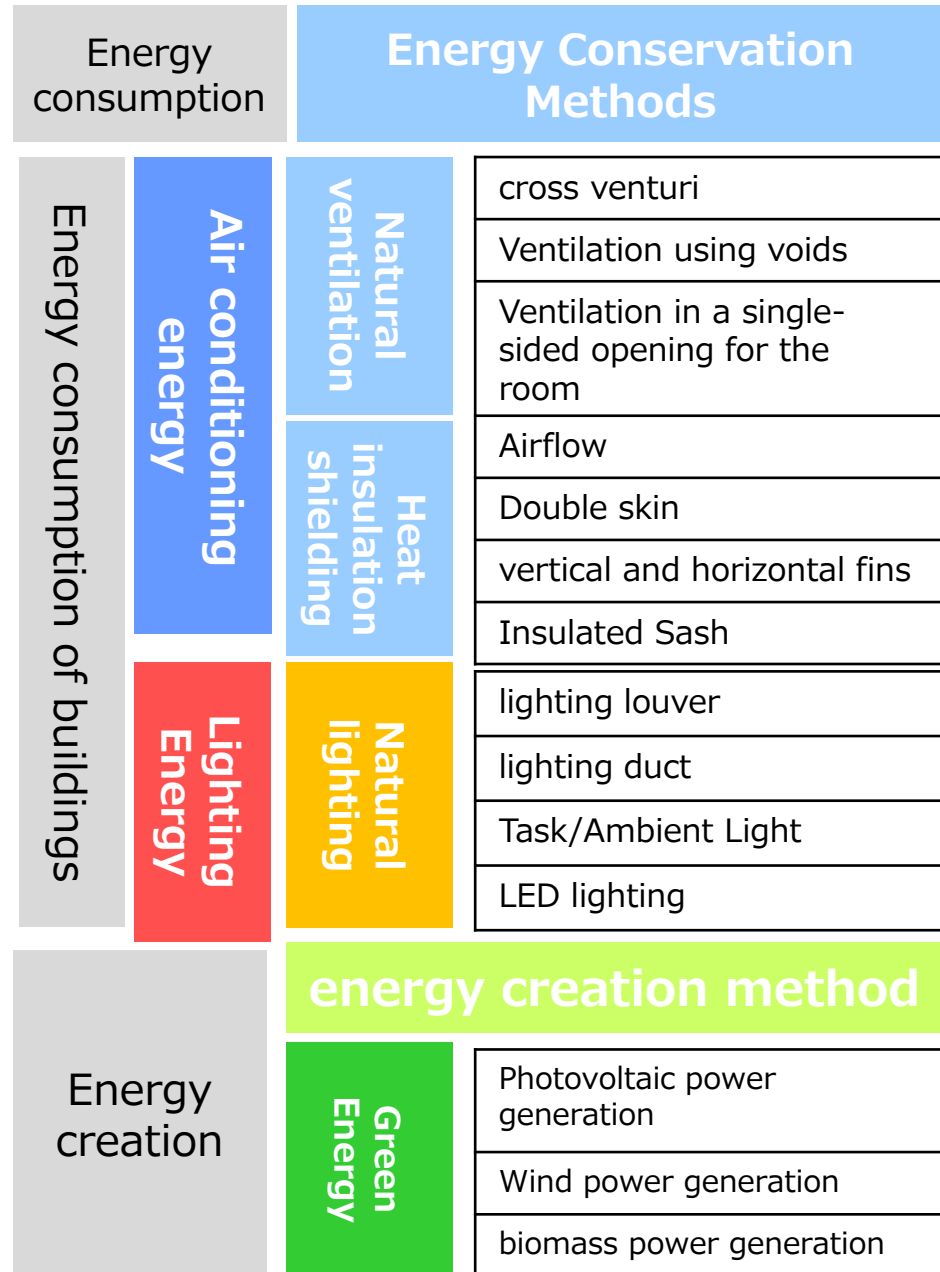 Energy
consumption
Energy Conservation
Methods
Energy consumption of buildings
Air conditioning
energy
Natural
ventilation
cross venturi
Ventilation using voids
Ventilation in a single-
sided opening for the
room
Heat
insulation
shielding
Airflow
Double skin
vertical and horizontal fins
Insulated Sash
Lighting
Energy
Natural
lighting
lighting louver
lighting duct
Task/Ambient Light
LED lighting
Energy
creation
energy creation method
Green
Energy
Photovoltaic power
generation
Wind power generation
biomass power generation